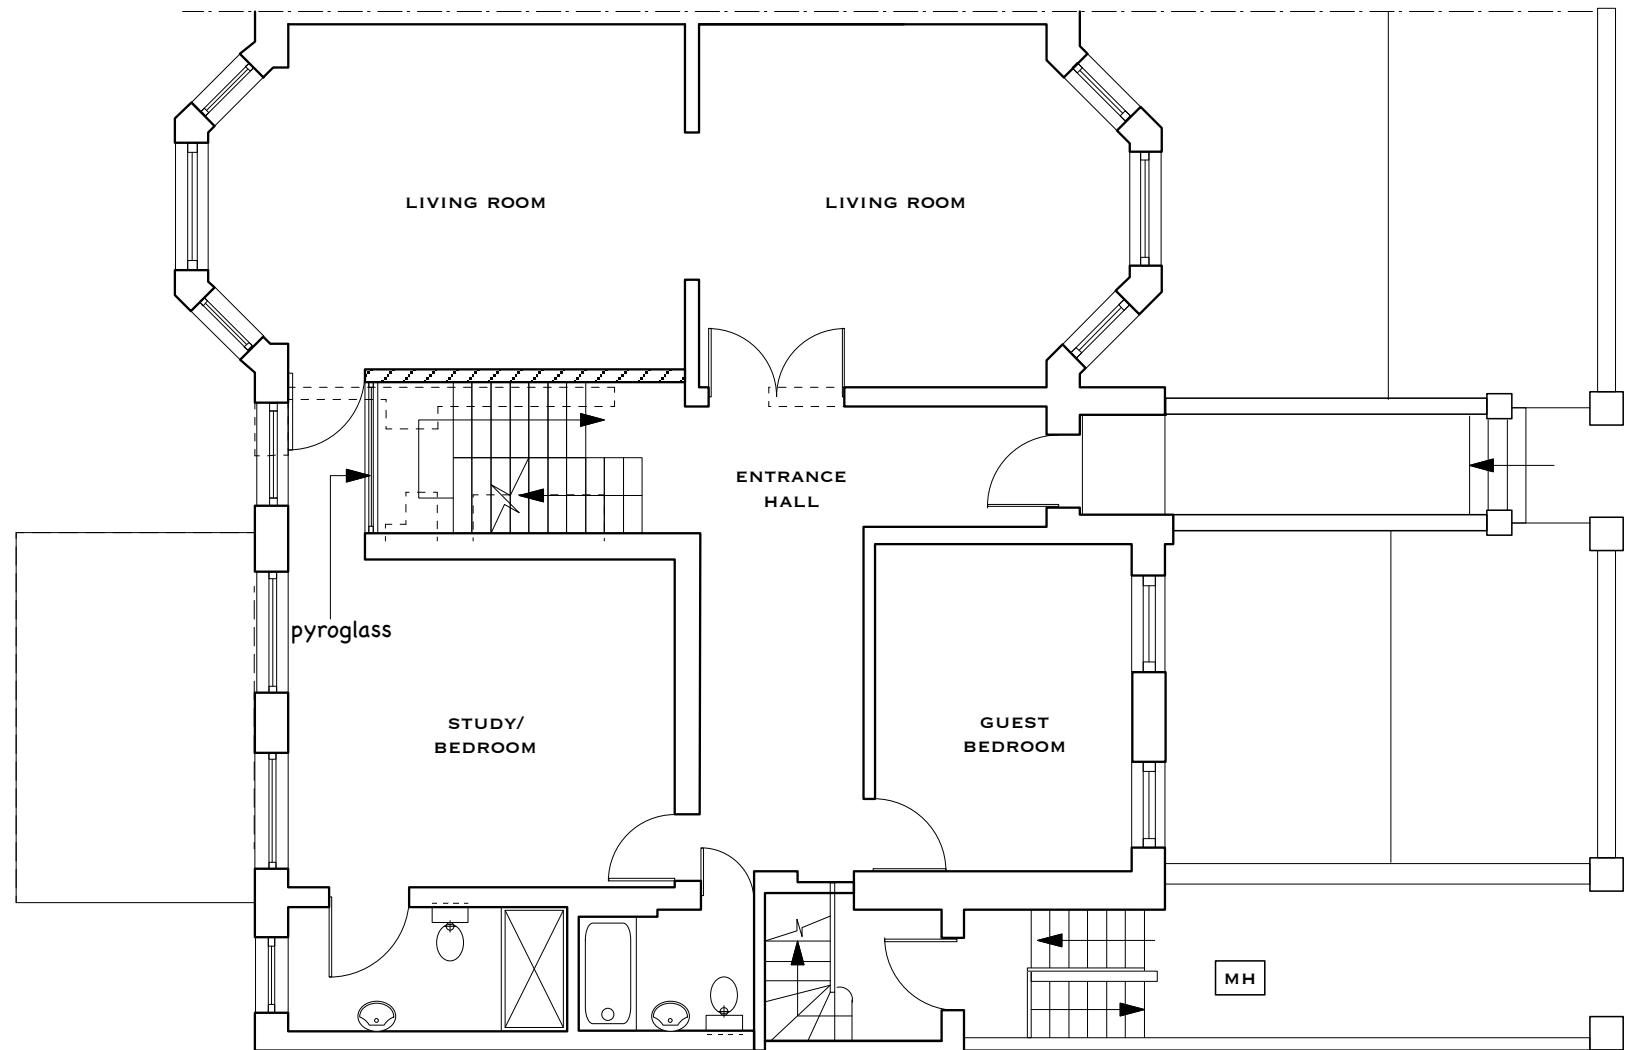 LIVING ROOM
LIVING ROOM
ENTRANCE
HALL
pyroglass
STUDY/
BEDROOM
GUEST
BEDROOM
MH